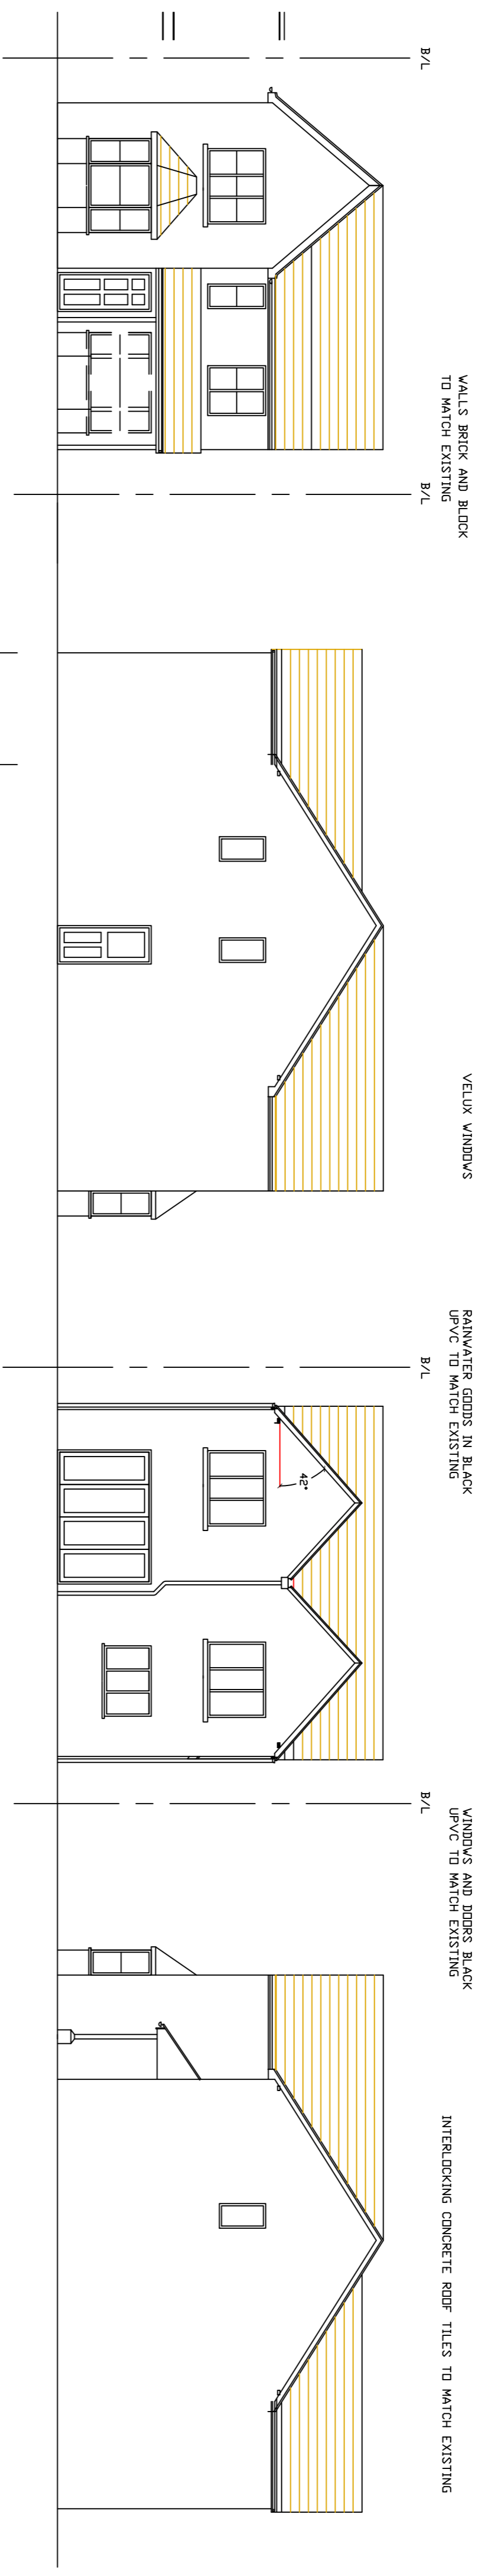 B/L
WALLS BRICK AND BLOCK
TO MATCH EXISTING
B/L
VELUX WINDOWS
RAINWATER GOODS IN BLACK
UPVC TO MATCH EXISTING
B/L
42°
WINDOWS AND DOORS BLACK
UPVC TO MATCH EXISTING
B/L
INTERLOCKING CONCRETE ROOF TILES TO MATCH EXISTING